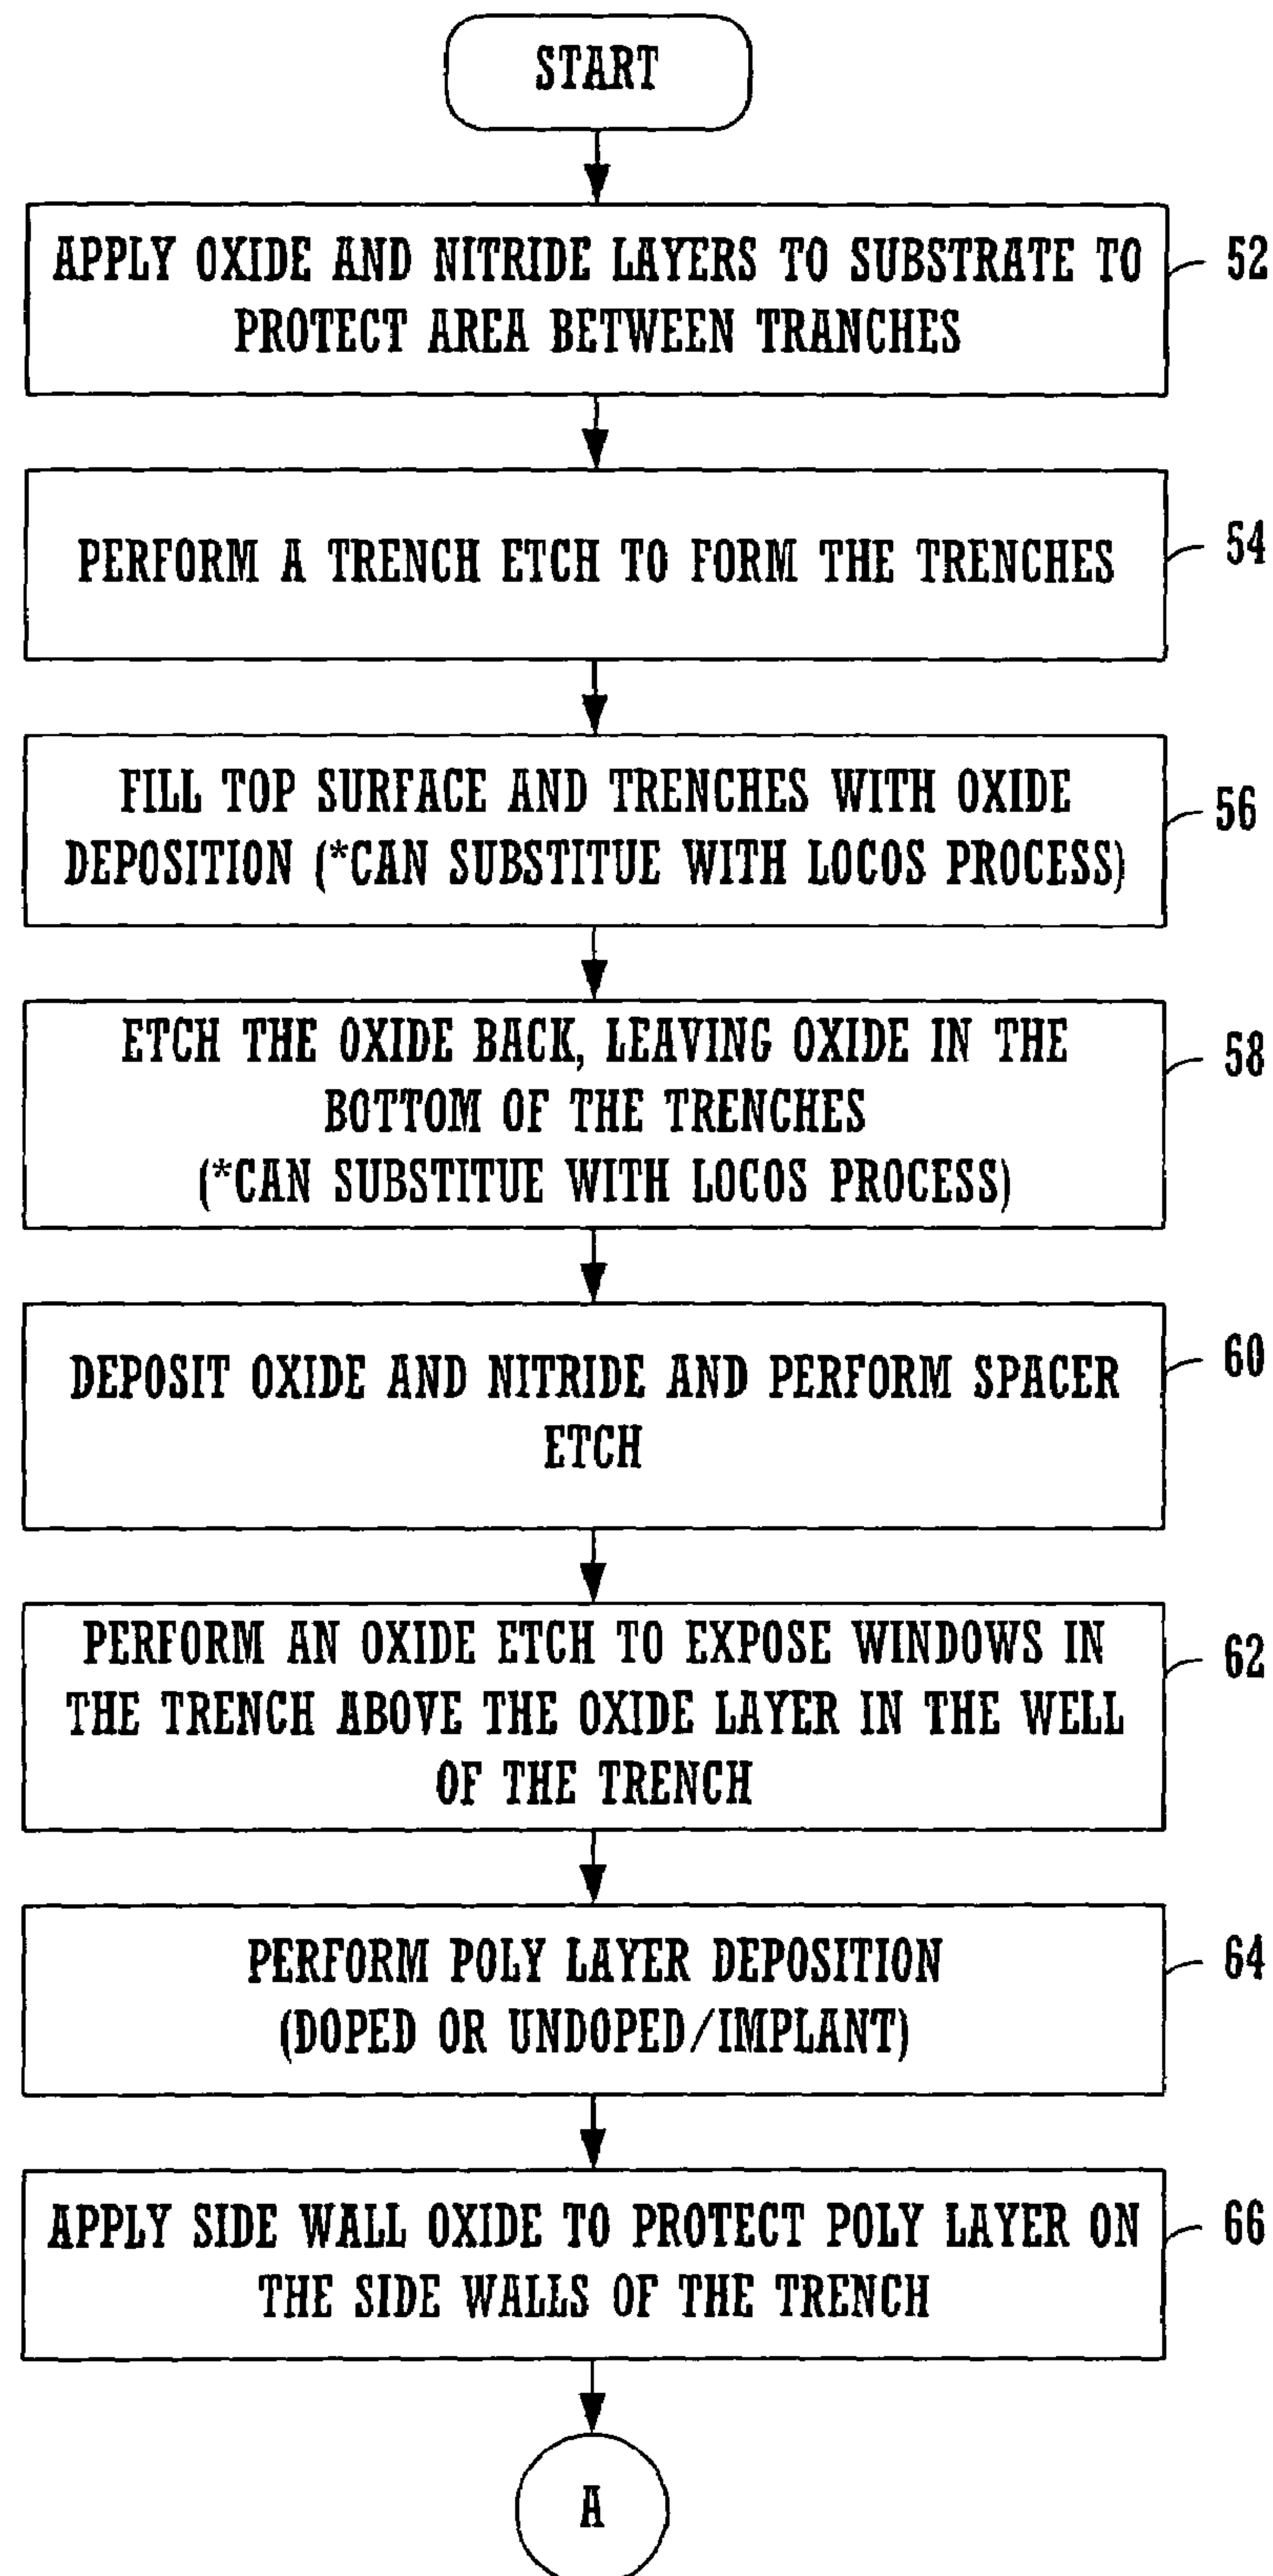 START
APPLY OXIDE AND NITRIDE LAYERS TO SUBSTRATE TO
PROTECT AREA BETWEEN TRANCHES
52
PERFORM A TRENCH ETCH TO FORM THE TRENCHES
54
FILL TOP SURFACE AND TRENCHES WITH OXIDE
DEPOSITION (*CAN SUBSTITUE WITH LOCOS PROCESS)
56
ETCH THE OXIDE BACK, LEAVING OXIDE IN THE
BOTTOM OF THE TRENCHES
(*CAN SUBSTITUE WITH LOCOS PROCESS)
58
DEPOSIT OXIDE AND NITRIDE AND PERFORM SPACER
ETCH
60
PERFORM AN OXIDE ETCH TO EXPOSE WINDOWS IN
THE TRENCH ABOVE THE OXIDE LAYER IN THE WELL
OF THE TRENCH
62
PERFORM POLY LAYER DEPOSITION
(DOPED OR UNDOPED/IMPLANT)
64
APPLY SIDE WALL OXIDE TO PROTECT POLY LAYER ON
THE SIDE WALLS OF THE TRENCH
66
A